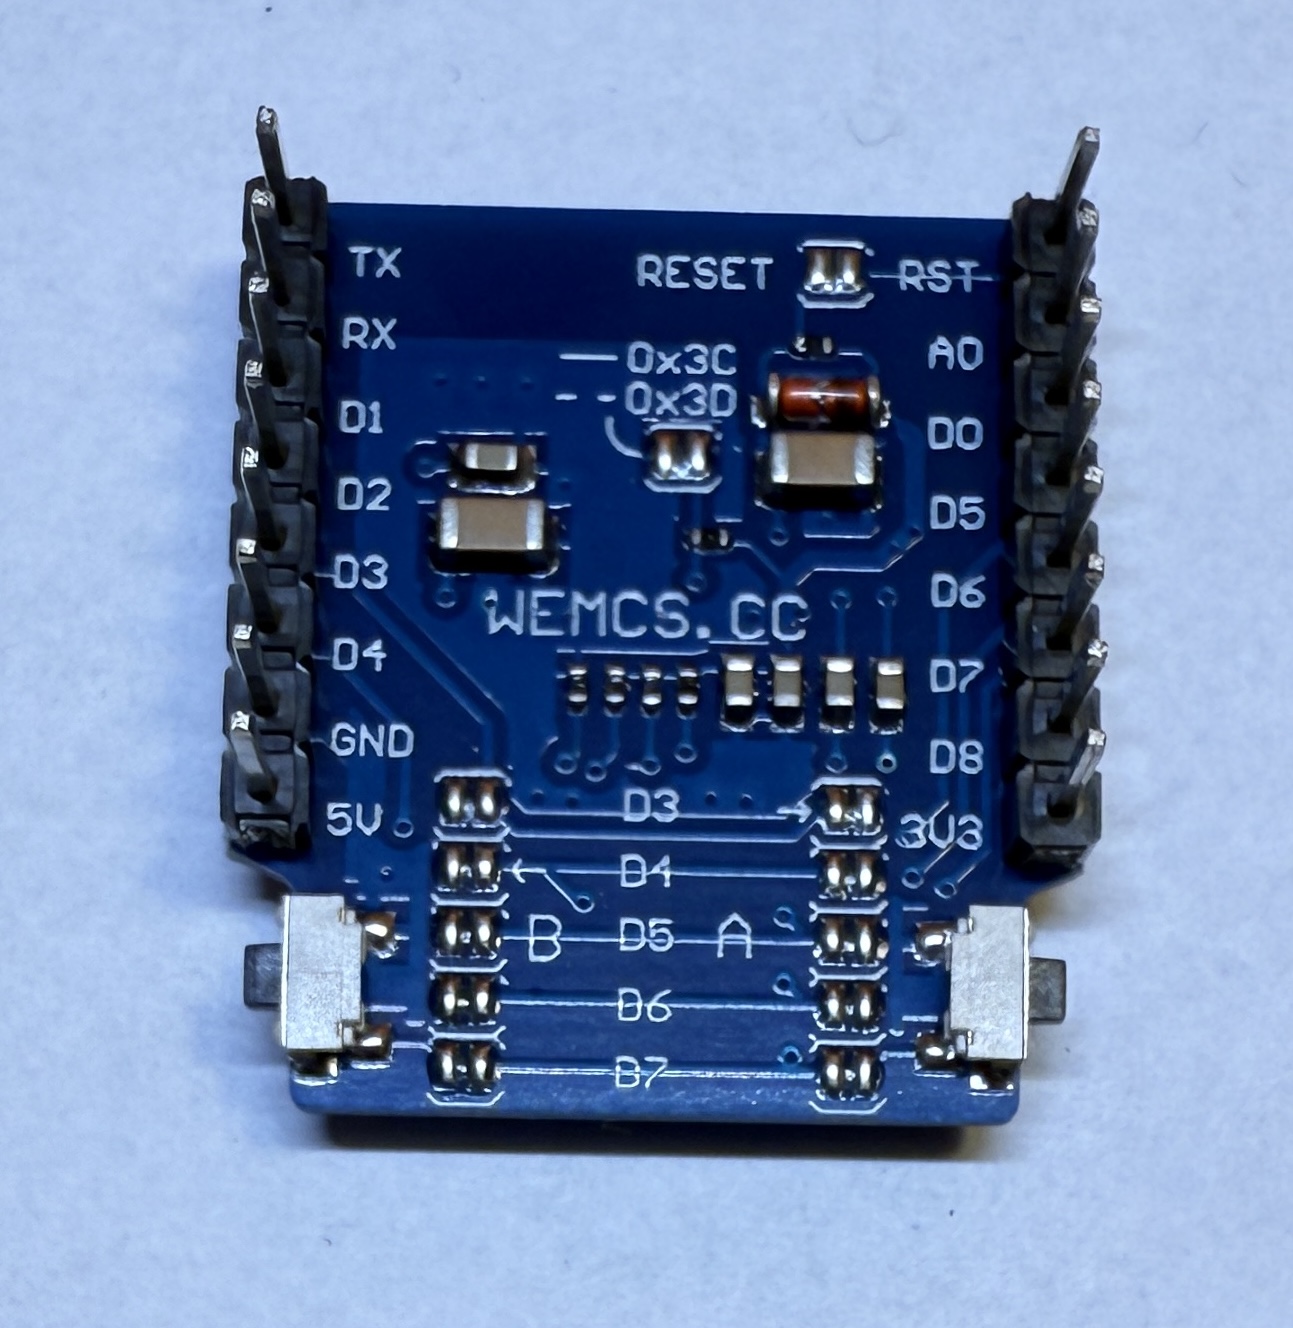 TX RESET RST
RX 0x3C A0
0x3D
D1 D0
D2 D5
D3 D6
WEMCS.CC
D4 D7
GND D8
5V D3 3V3
D4
B D5 A
D6
D7